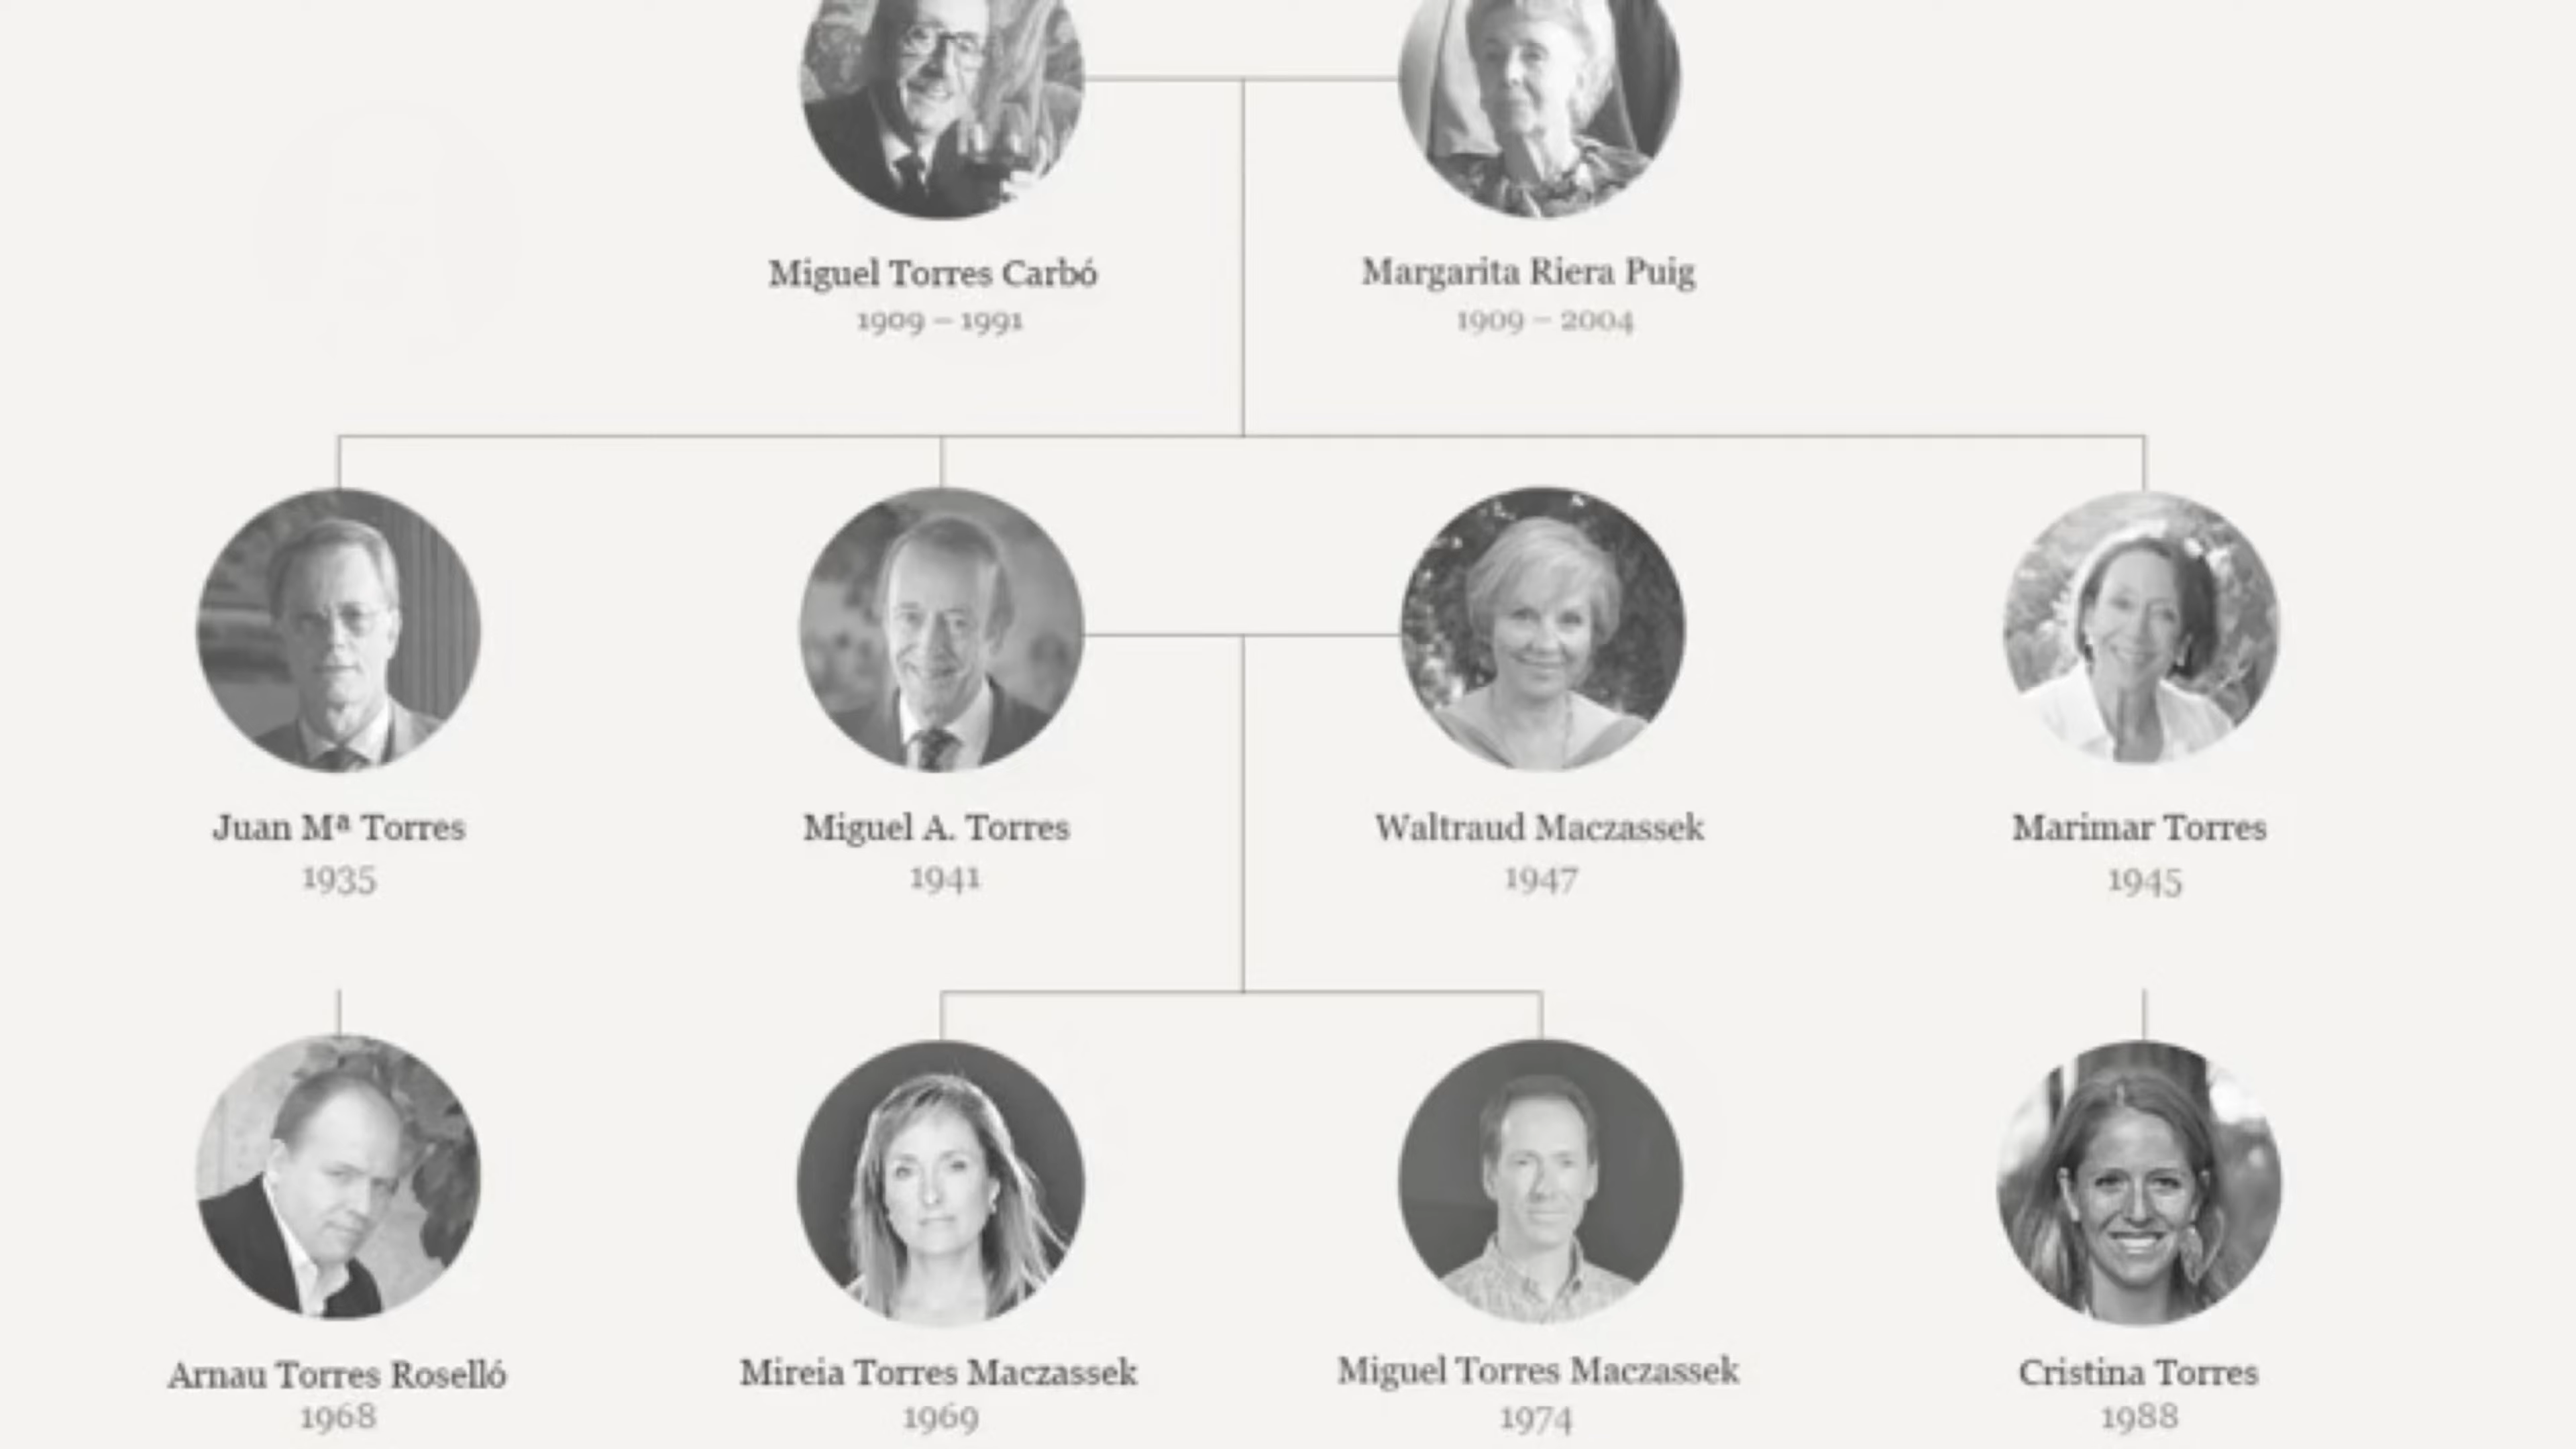 Miguel Torres Carbó
1909 – 1991
Margarita Riera Puig
1909 – 2004
Juan Mª Torres
1935
Miguel A. Torres
1941
Waltraud Maczassek
1947
Marimar Torres
1945
Arnau Torres Roselló
1968
Mireia Torres Maczassek
1969
Miguel Torres Maczassek
1974
Cristina Torres
1988